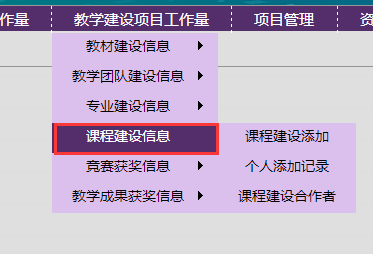 作量 教学建设项目工作量 项目管理 资
教材建设信息
教学团队建设信息
专业建设信息
课程建设信息 课程建设添加
竞赛获奖信息 个人添加记录
教学成果获奖信息 课程建设合作者